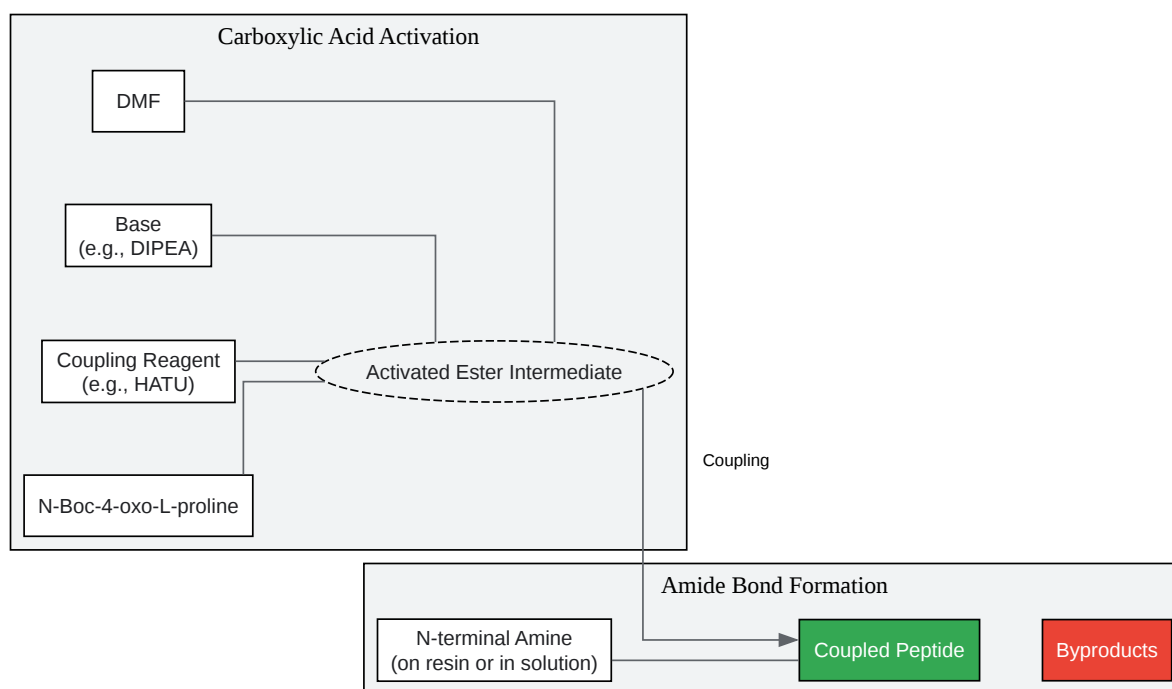 Carboxylic Acid Activation
DMF
Base
(e.g., DIPEA)
Coupling Reagent
(e.g., HATU)
Activated Ester Intermediate
N-Boc-4-oxo-L-proline
Coupling
Amide Bond Formation
N-terminal Amine
(on resin or in solution)
Coupled Peptide
Byproducts